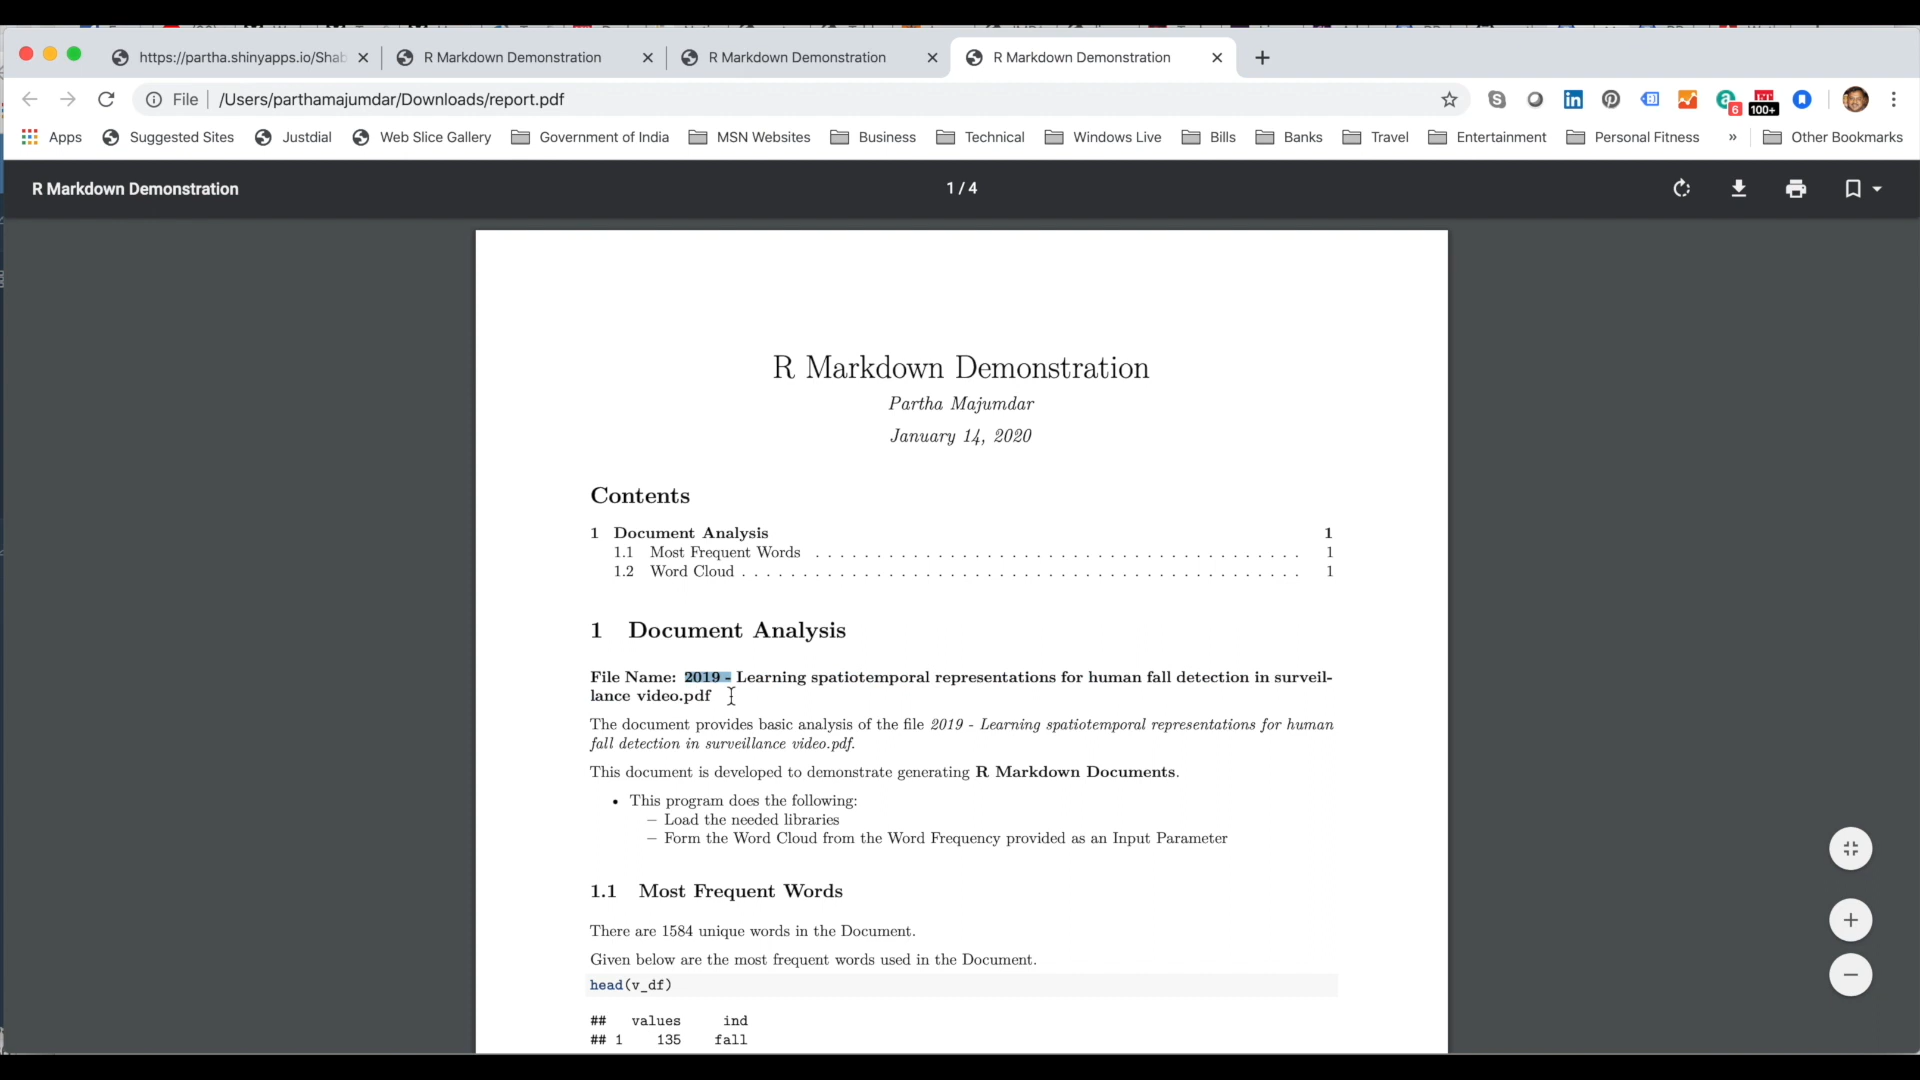 https://partha.shinyapps.io/Shab
R Markdown Demonstration
R Markdown Demonstration
R Markdown Demonstration
File
/Users/parthamajumdar/Downloads/report.pdf
6
ET
100+
Apps
Suggested Sites
Justdial
Web Slice Gallery
Government of India
MSN Websites
Business
Technical
Windows Live
Bills
Banks
Travel
Entertainment
Personal Fitness
»
Other Bookmarks
R Markdown Demonstration
1 / 4
R Markdown Demonstration
Partha Majumdar
January 14, 2020
Contents
1 Document Analysis 1
1.1 Most Frequent Words . . . . . . . . . . . . . . . . . . . . . . . . . . . . . . . . . . . . . . . . 1
1.2 Word Cloud . . . . . . . . . . . . . . . . . . . . . . . . . . . . . . . . . . . . . . . . . . . . . 1
1 Document Analysis
File Name: 2019 - Learning spatiotemporal representations for human fall detection in surveil-
lance video.pdf
The document provides basic analysis of the file 2019 - Learning spatiotemporal representations for human
fall detection in surveillance video.pdf.
This document is developed to demonstrate generating R Markdown Documents.
• This program does the following:
– Load the needed libraries
– Form the Word Cloud from the Word Frequency provided as an Input Parameter
1.1 Most Frequent Words
There are 1584 unique words in the Document.
Given below are the most frequent words used in the Document.
head(v_df)
## values ind
## 1 135 fall